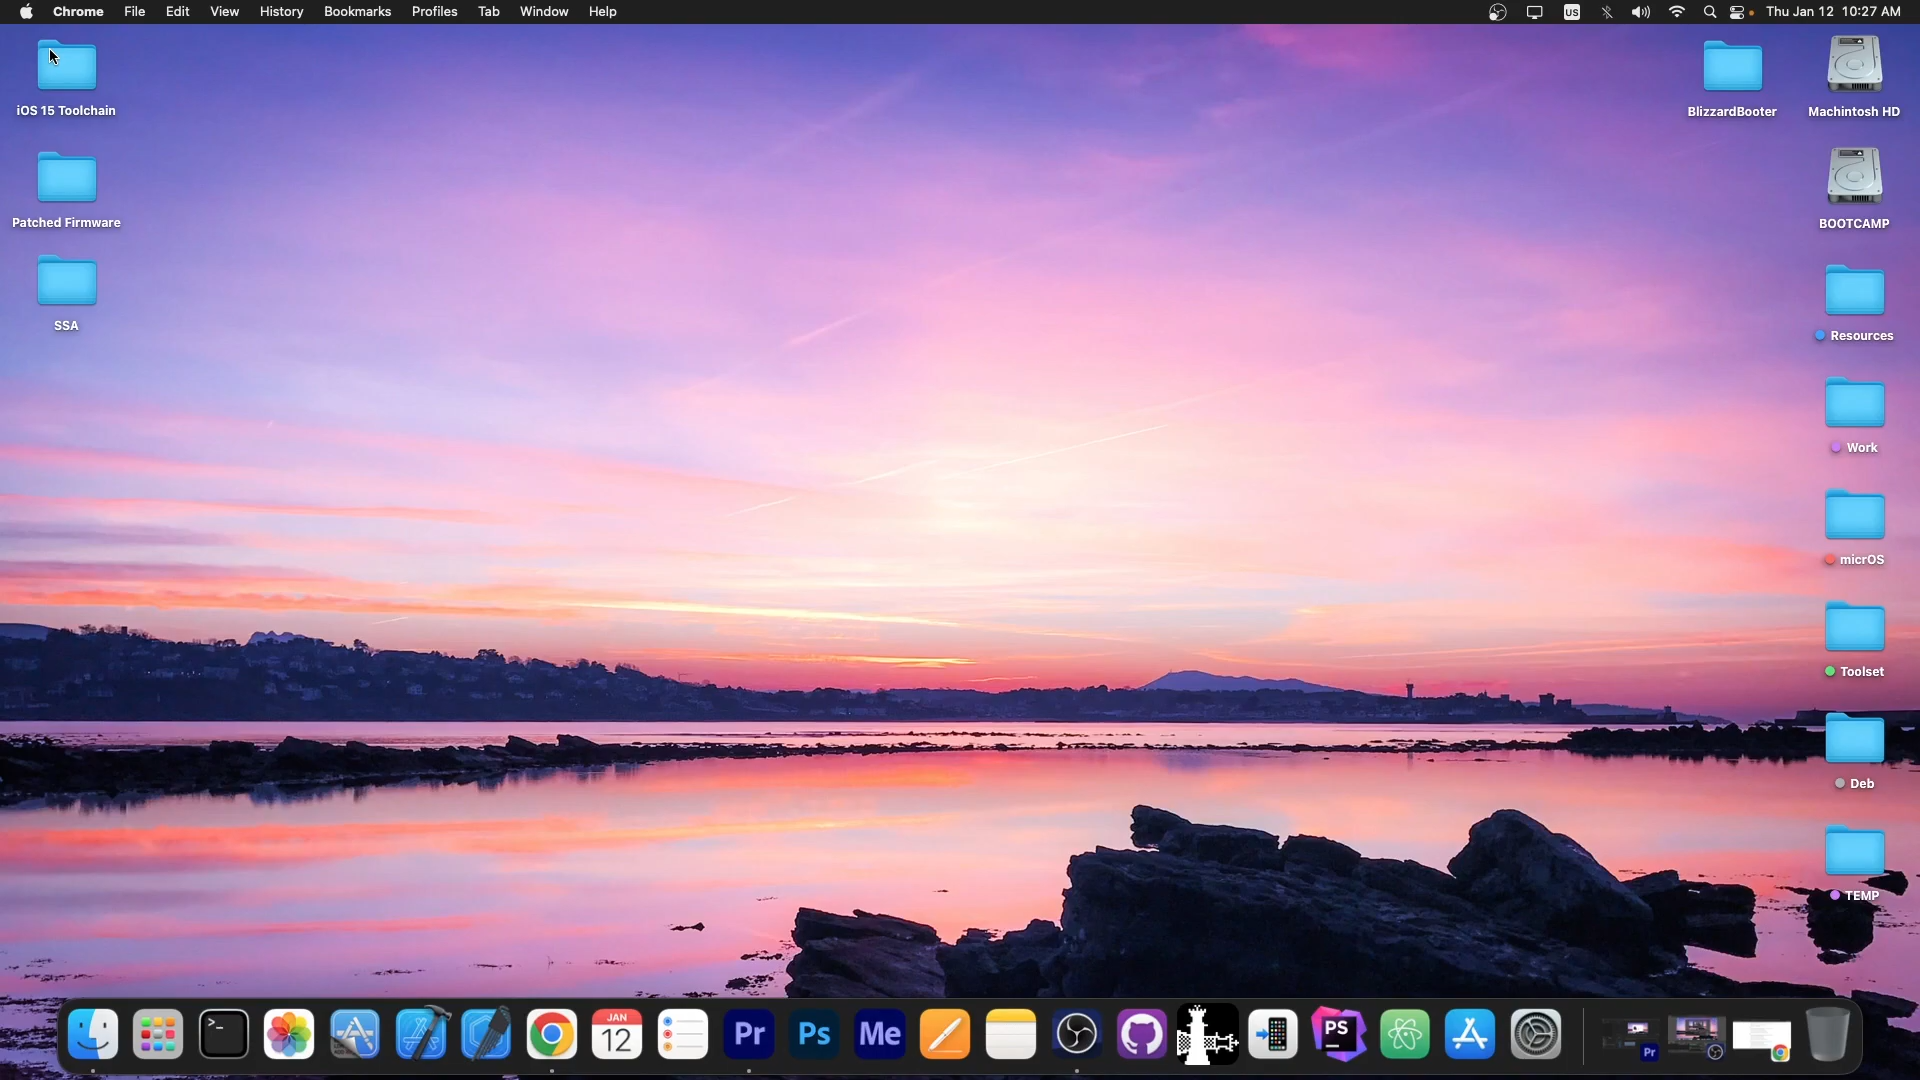 Chrome File Edit View History Bookmarks Profiles Tab Window Help US Thu Jan 12 10:27 AM
iOS 15 Toolchain
Patched Firmware
SSA
BlizzardBooter
Machintosh HD
BOOTCAMP
Resources
Work
micrOS
Toolset
Deb
TEMP
>_
JAN
12
Pr
Ps
Me
PS
Pr